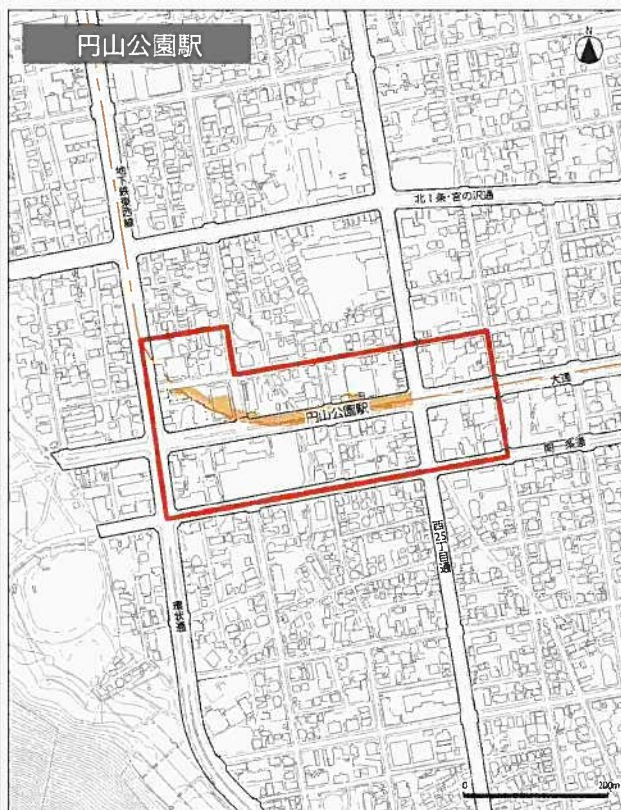 円山公園駅
N
地下鉄東西線
北1条・宮の沢通
円山公園駅
大通
南一条通
西25丁目通
環状通
0 200m